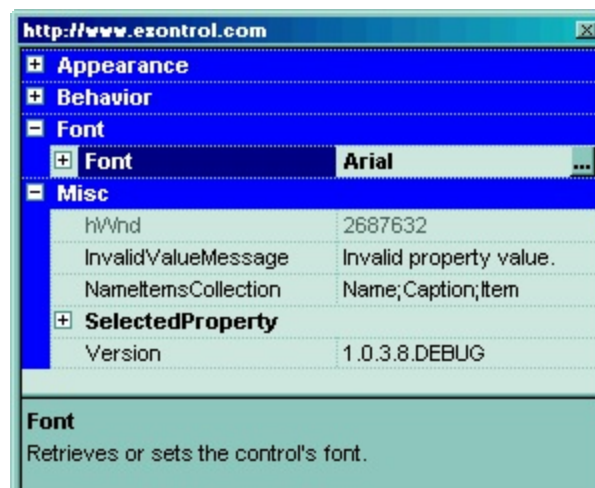 http://www.exontrol.com
Appearance
Behavior
Font
Font Arial ...
Misc
hWnd 2687632
InvalidValueMessage Invalid property value.
NameItemsCollection Name;Caption;Item
SelectedProperty
Version 1.0.3.8.DEBUG
Font
Retrieves or sets the control's font.